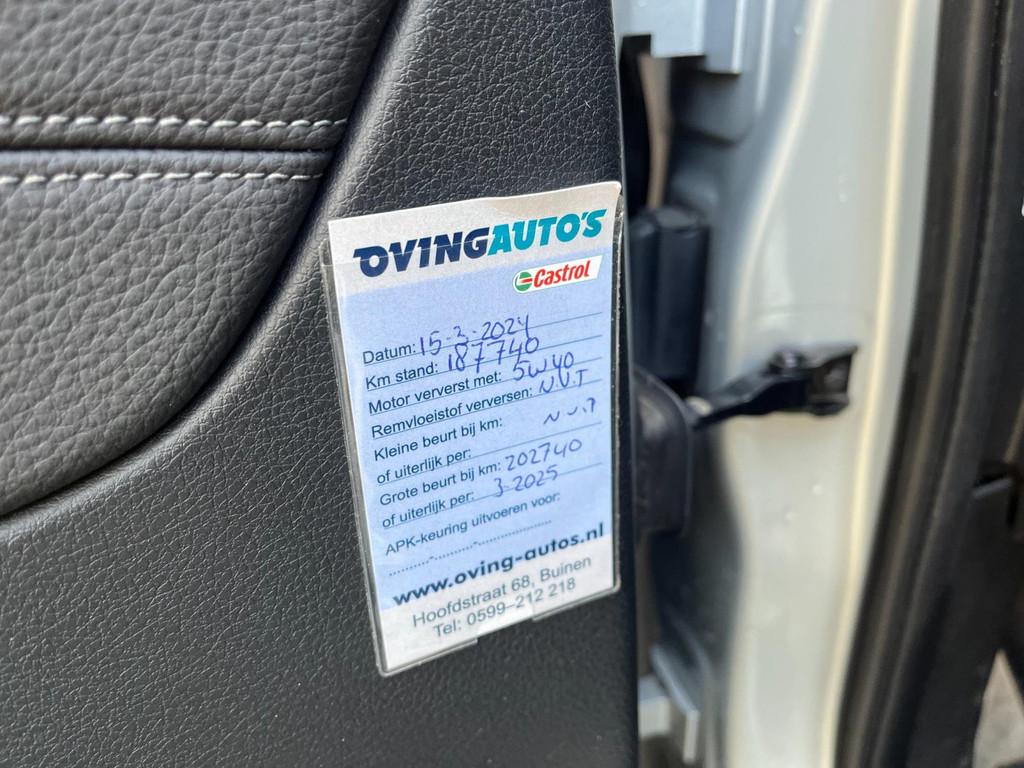 OVINGAUTO'S
Castrol
Datum: 15-3-2024
Km stand: 187740
Motor ververst met: 5W40
Remvloeistof verversen: N.V.T
Kleine beurt bij km: N.V.T
of uiterlijk per:
Grote beurt bij km: 202740
of uiterlijk per: 3-2025
APK-keuring uitvoeren voor:
www.oving-autos.nl
Hoofdstraat 68, Buinen
Tel: 0599–212 218